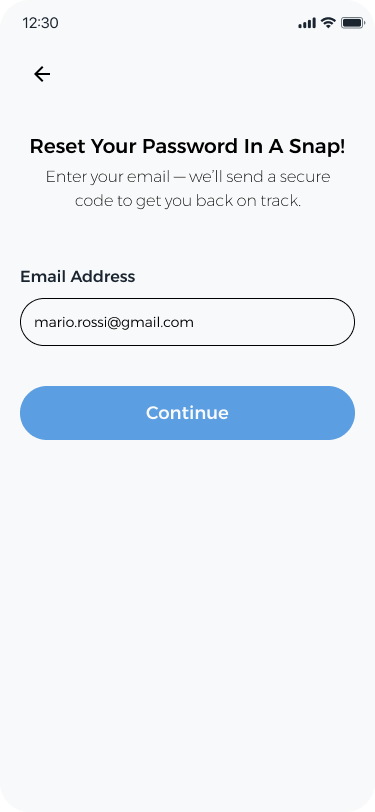 12:30
Reset Your Password In A Snap!
Enter your email — we’ll send a secure
code to get you back on track.
Email Address
mario.rossi@gmail.com
Continue